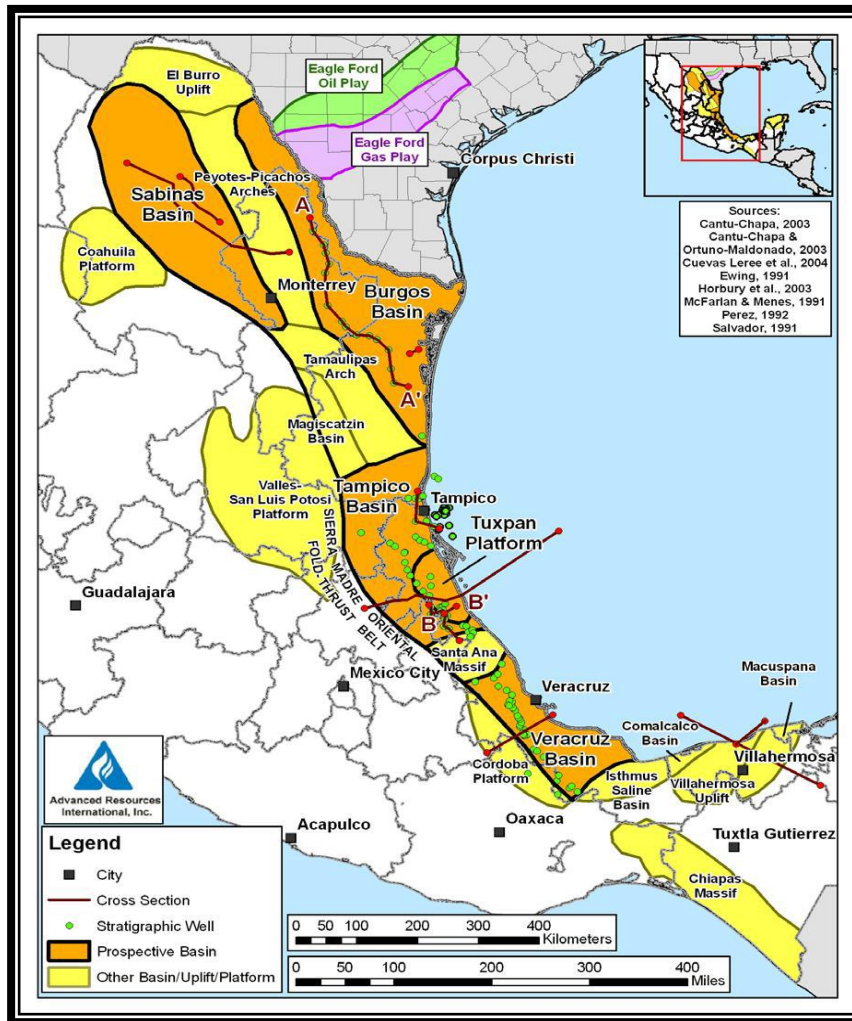 El Burro
Uplift
Eagle Ford
Oil Play
Eagle Ford
Gas Play
Corpus Christi
Peyotes-Picachos
Arches
Sabinas
Basin
A
Coahuila
Platform
Monterrey
Burgos
Basin
Tamaulipas
Arch
A'
Magiscatzin
Basin
Valles-
San Luis Potosi
Platform
Tampico
Basin
Tampico
Tuxpan
Platform
SIERRA MADRE ORIENTAL
FOLD-THRUST BELT
Guadalajara
B
B'
Santa Ana
Massif
Mexico City
Veracruz
Macuspana
Basin
Comalcalco
Basin
Veracruz
Basin
Cordoba
Platform
Isthmus
Saline
Basin
Villahermosa
Villahermosa
Uplift
Acapulco
Oaxaca
Tuxtla Gutierrez
Chiapas
Massif
Sources:
Cantu-Chapa, 2003
Cantu-Chapa &
Ortuno-Maldonado, 2003
Cuevas Leree et al., 2004
Ewing, 1991
Horbury et al., 2003
McFarlan & Menes, 1991
Perez, 1992
Salvador, 1991
Advanced Resources
International, Inc.
Legend
City
Cross Section
Stratigraphic Well
Prospective Basin
Other Basin/Uplift/Platform
0 50 100 200 300 400
Kilometers
0 50 100 200 300 400
Miles